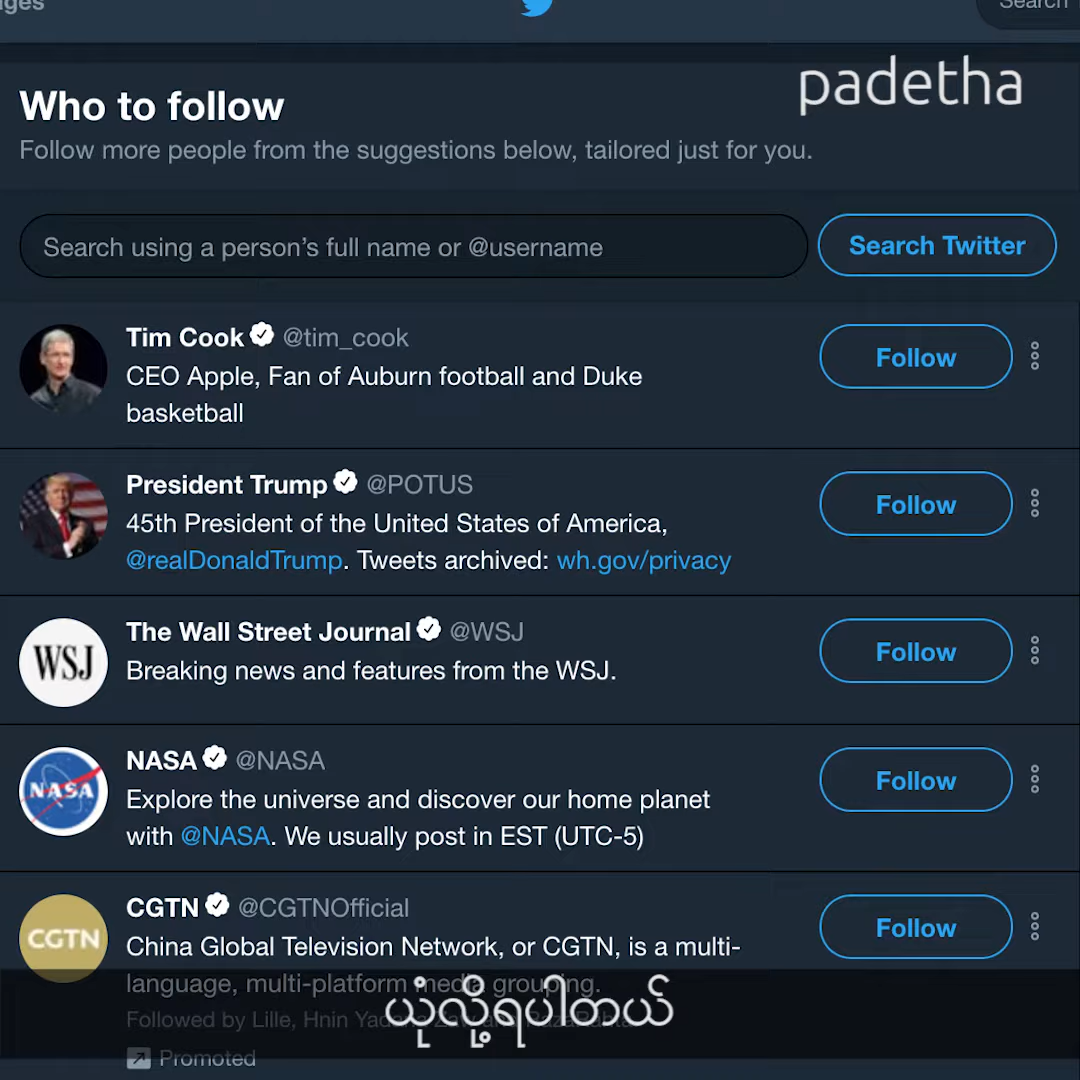 ges
Search T
padetha
Who to follow
Follow more people from the suggestions below, tailored just for you.
Search using a person’s full name or @username
Search Twitter
Tim Cook @tim_cook
Follow
CEO Apple, Fan of Auburn football and Duke
basketball
President Trump @POTUS
Follow
45th President of the United States of America,
@realDonaldTrump. Tweets archived: wh.gov/privacy
WSJ
The Wall Street Journal @WSJ
Follow
Breaking news and features from the WSJ.
NASA
NASA @NASA
Follow
Explore the universe and discover our home planet
with @NASA. We usually post in EST (UTC-5)
CGTN
CGTN @CGTNOfficial
Follow
China Global Television Network, or CGTN, is a multi-
language, multi-platform media grouping.
Followed by Lille, Hnin
ယုံလို့ရပါတယ်
Promoted